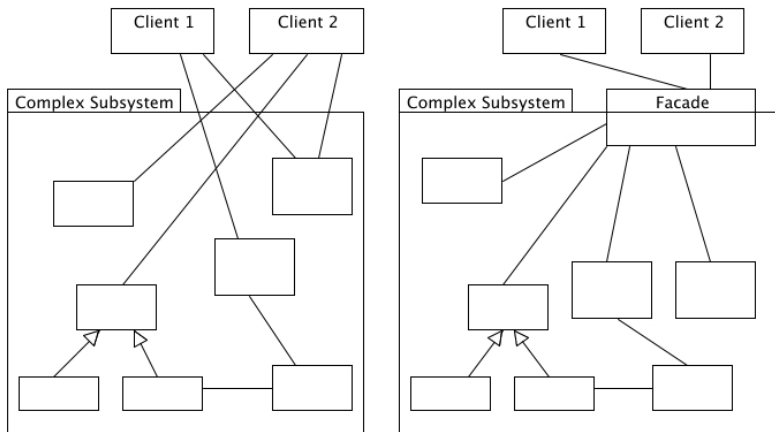 Client 1
Client 2
Complex Subsystem
Client 1
Client 2
Complex Subsystem
Facade